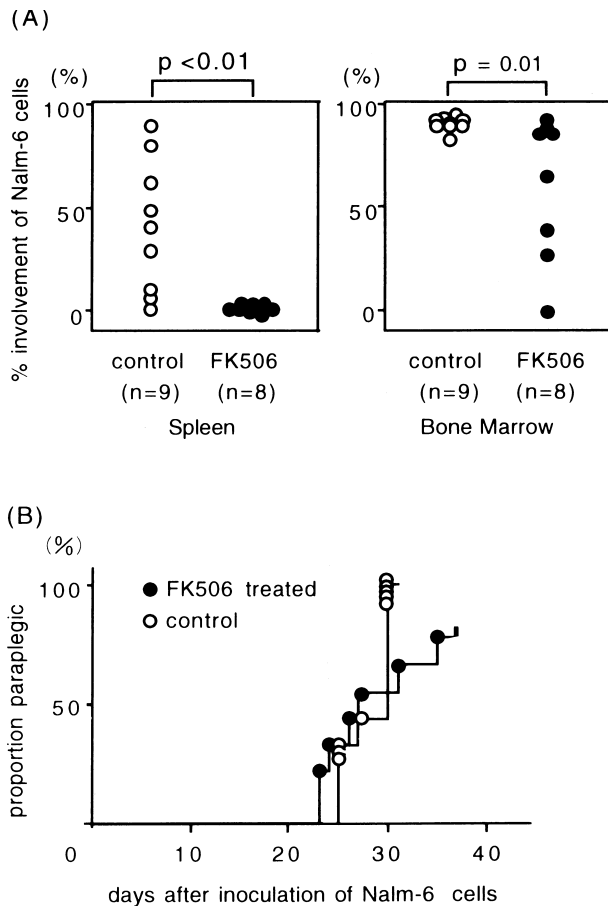 (A)
p <0.01
p = 0.01
(%)
(%)
% involvement of Nalm-6 cells
100
50
0
100
50
0
control
FK506
control
FK506
(n=9)
(n=8)
(n=9)
(n=8)
Spleen
Bone Marrow
(B)
(%)
proportion paraplegic
100
50
FK506 treated
control
0
10
20
30
40
days after inoculation of Nalm-6 cells